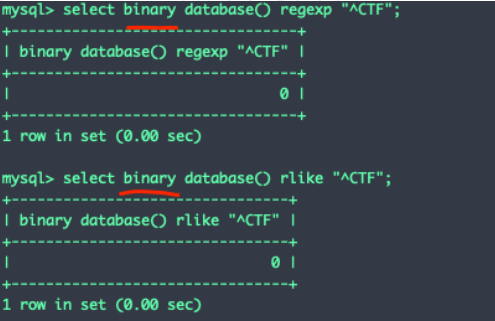 mysql> select binary database() regexp "^CTF";
+--------------------------------+
| binary database() regexp "^CTF" |
+--------------------------------+
| 0 |
+--------------------------------+
1 row in set (0.00 sec)
mysql> select binary database() rlike "^CTF";
+-------------------------------+
| binary database() rlike "^CTF" |
+-------------------------------+
| 0 |
+-------------------------------+
1 row in set (0.00 sec)